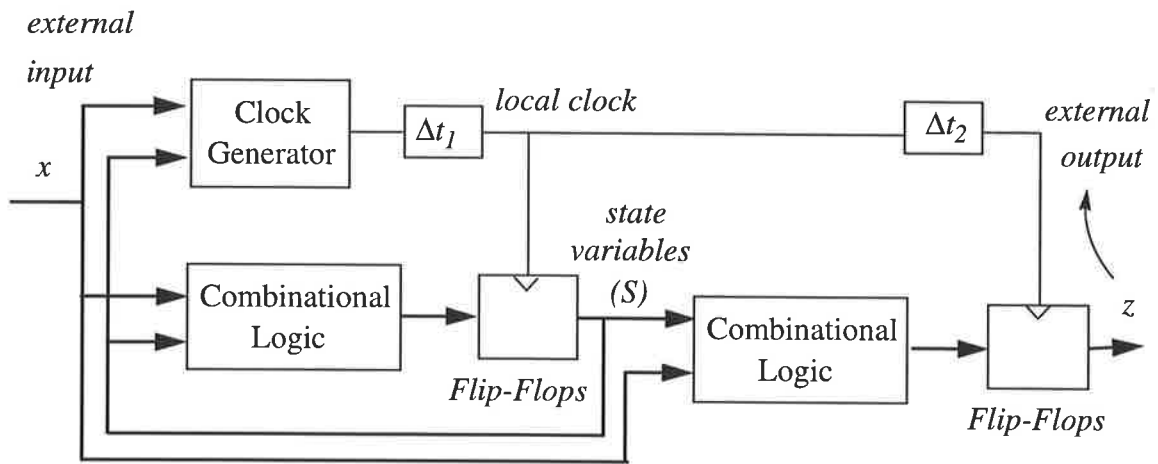 external
input
x
Clock
Generator
Δt1
local clock
Δt2
external
output
state
variables
(S)
Combinational
Logic
Flip-Flops
Combinational
Logic
z
Flip-Flops